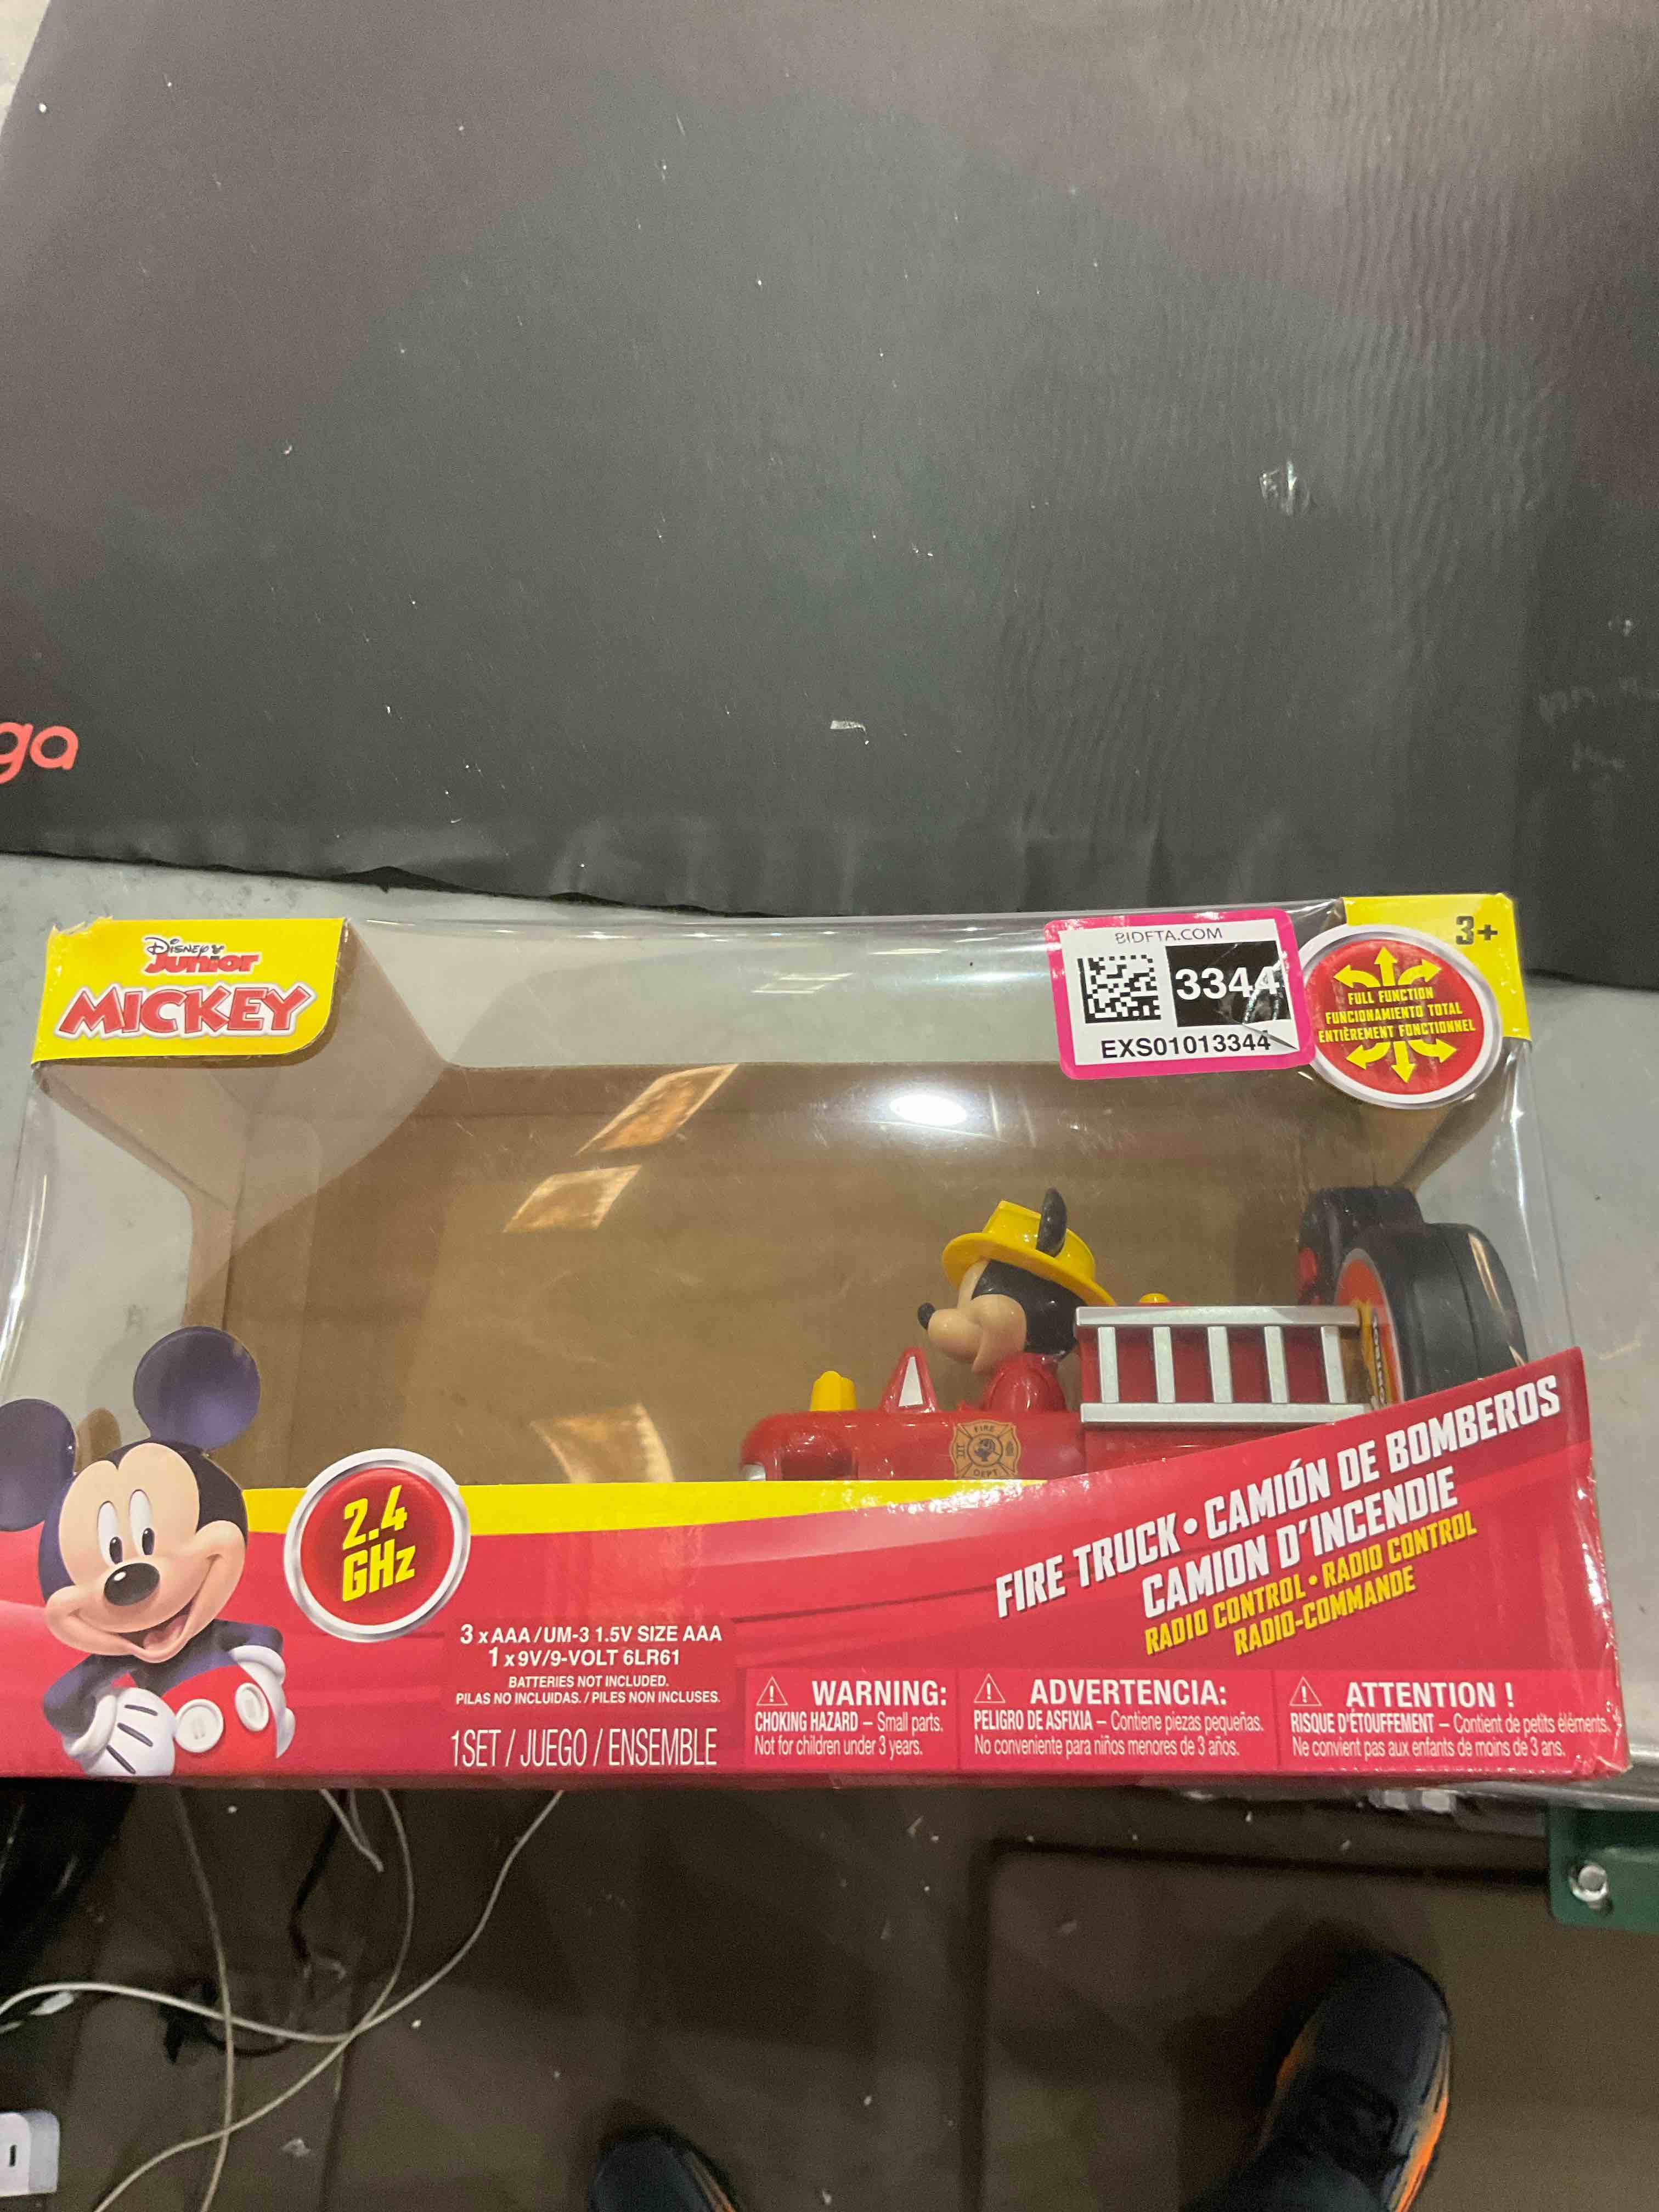 ga
Disney
Junior
MICKEY
BIDFTA.COM
3344
EXS01013344
3+
FULL FUNCTION
FUNCIONAMIENTO TOTAL
ENTIÈREMENT FONCTIONNEL
FIRE
DEPT
2.4
GHz
FIRE TRUCK • CAMIÓN DE BOMBEROS
CAMION D'INCENDIE
RADIO CONTROL • RADIO CONTROL
RADIO-COMMANDE
3 x AAA / UM-3 1.5V SIZE AAA
1 x 9V/9-VOLT 6LR61
BATTERIES NOT INCLUDED.
PILAS NO INCLUIDAS. / PILES NON INCLUSES.
1 SET / JUEGO / ENSEMBLE
WARNING:
CHOKING HAZARD – Small parts.
Not for children under 3 years.
ADVERTENCIA:
PELIGRO DE ASFIXIA – Contiene piezas pequeñas.
No conveniente para niños menores de 3 años.
ATTENTION !
RISQUE D'ÉTOUFFEMENT – Contient de petits éléments.
Ne convient pas aux enfants de moins de 3 ans.